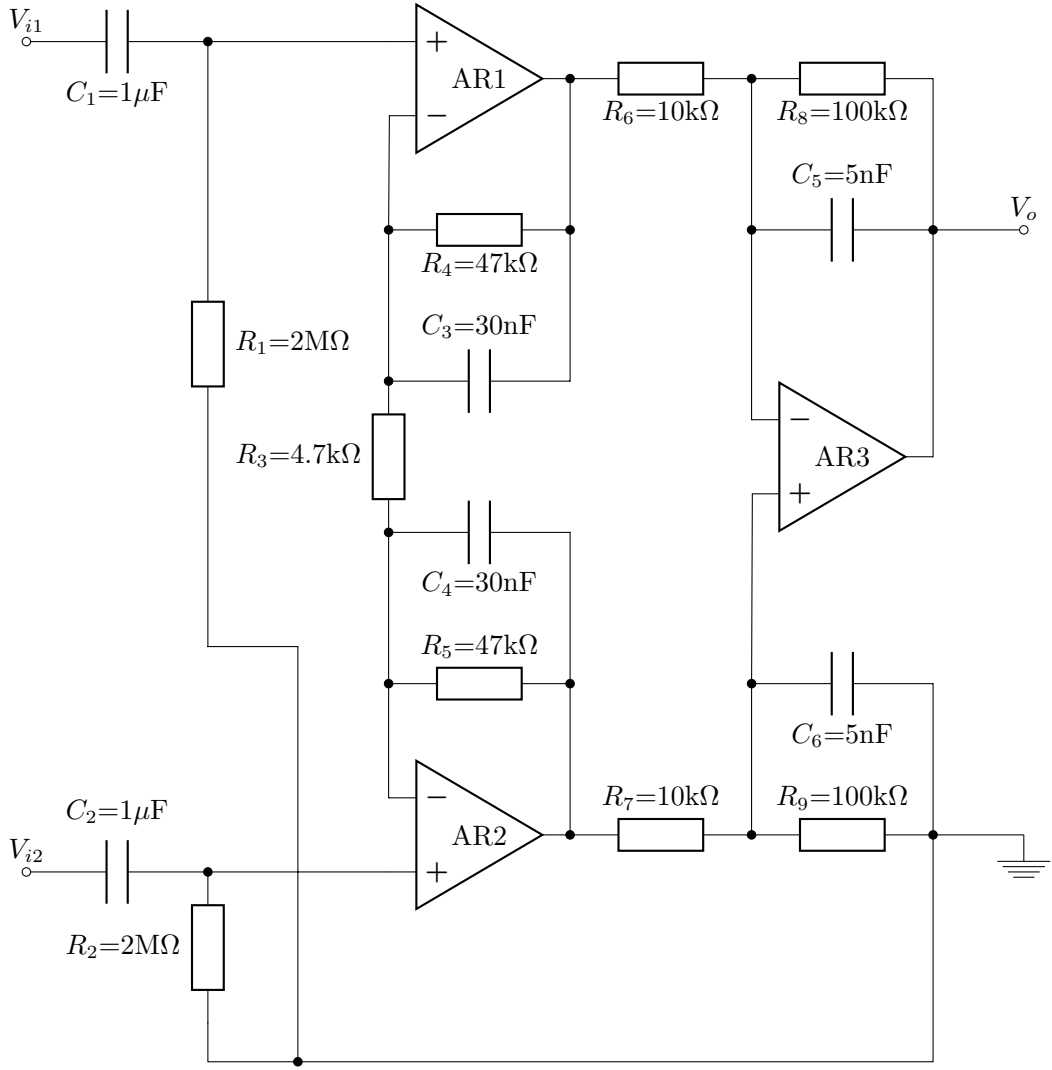 V_{i1}
C_1=1μF
+
AR1
−
R_6=10kΩ
R_8=100kΩ
C_5=5nF
V_o
R_4=47kΩ
C_3=30nF
R_1=2MΩ
R_3=4.7kΩ
−
AR3
+
C_4=30nF
R_5=47kΩ
C_6=5nF
C_2=1μF
V_{i2}
−
AR2
+
R_7=10kΩ
R_9=100kΩ
R_2=2MΩ